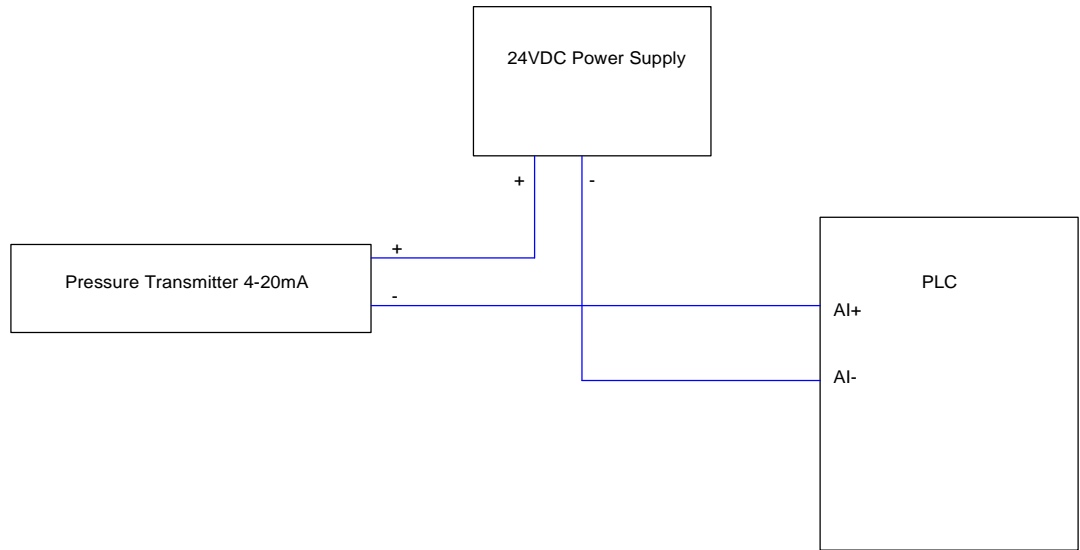 24VDC Power Supply
+
-
+
Pressure Transmitter 4-20mA
-
PLC
AI+
AI-